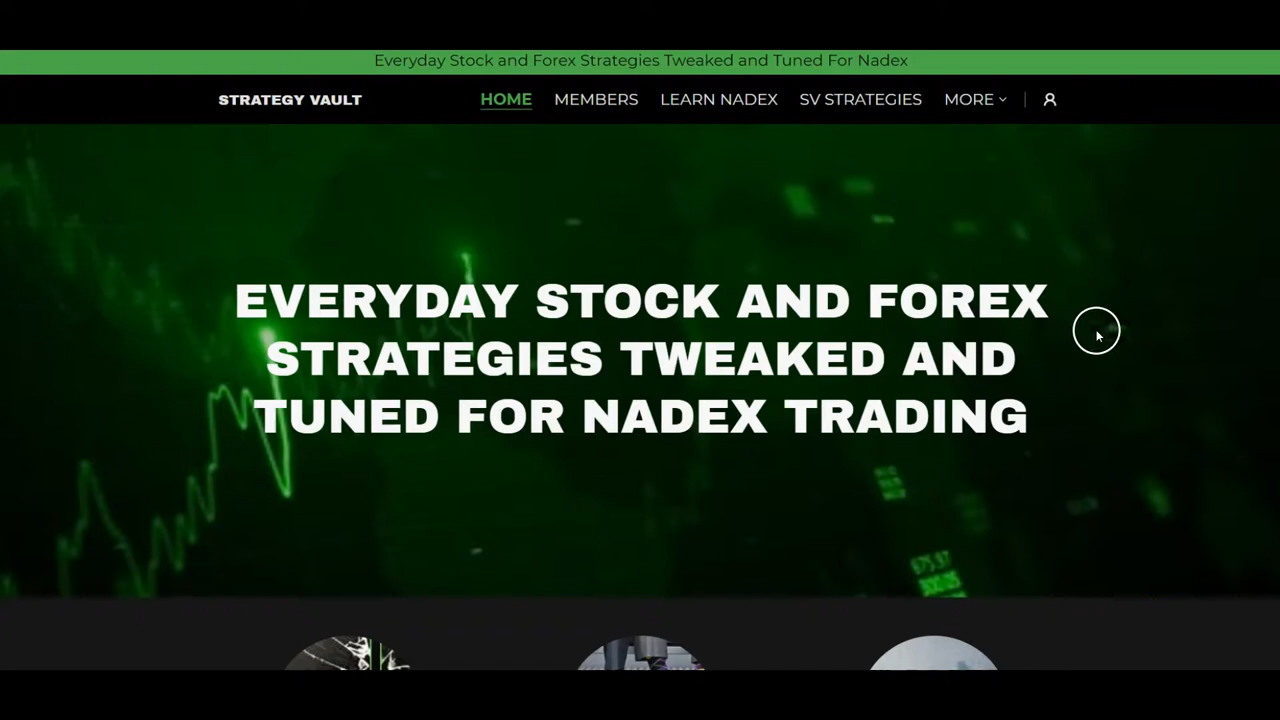 Everyday Stock and Forex Strategies Tweaked and Tuned For Nadex
STRATEGY VAULT HOME MEMBERS LEARN NADEX SV STRATEGIES MORE
EVERYDAY STOCK AND FOREX
STRATEGIES TWEAKED AND
TUNED FOR NADEX TRADING